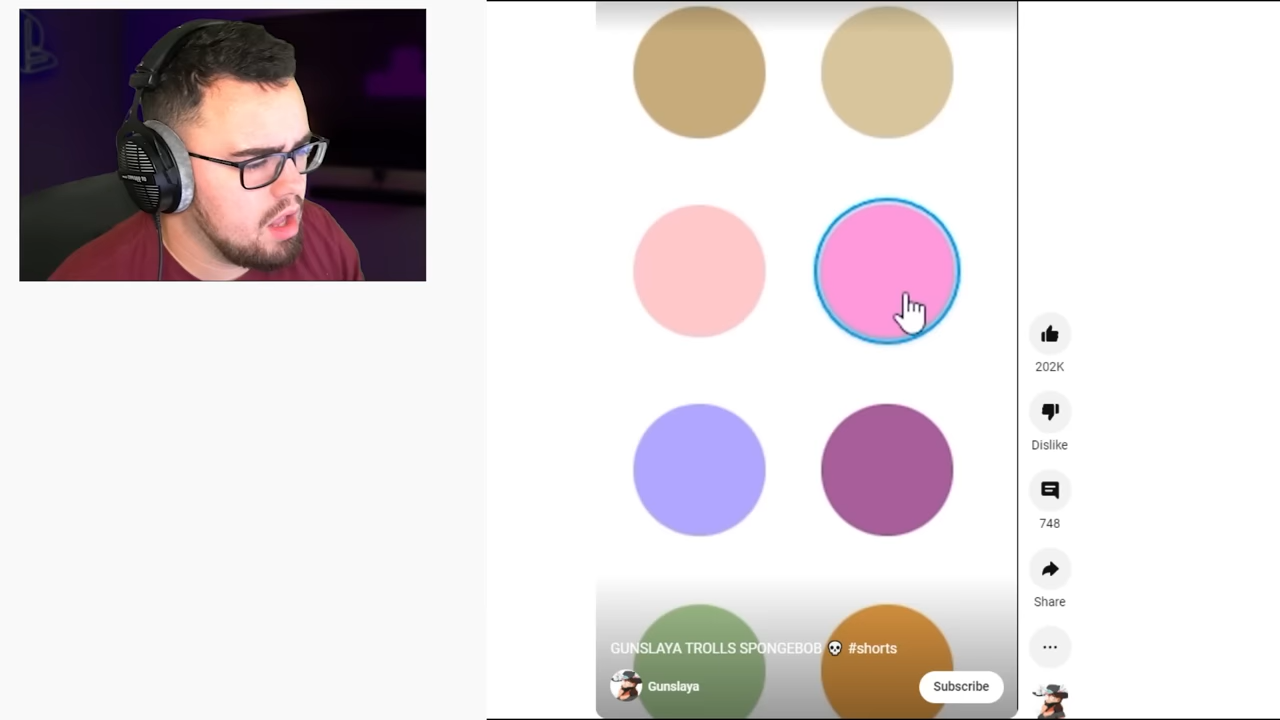 202K
Dislike
748
Share
GUNSLAYA TROLLS SPONGEBOB 💀 #shorts
Gunslaya
Subscribe